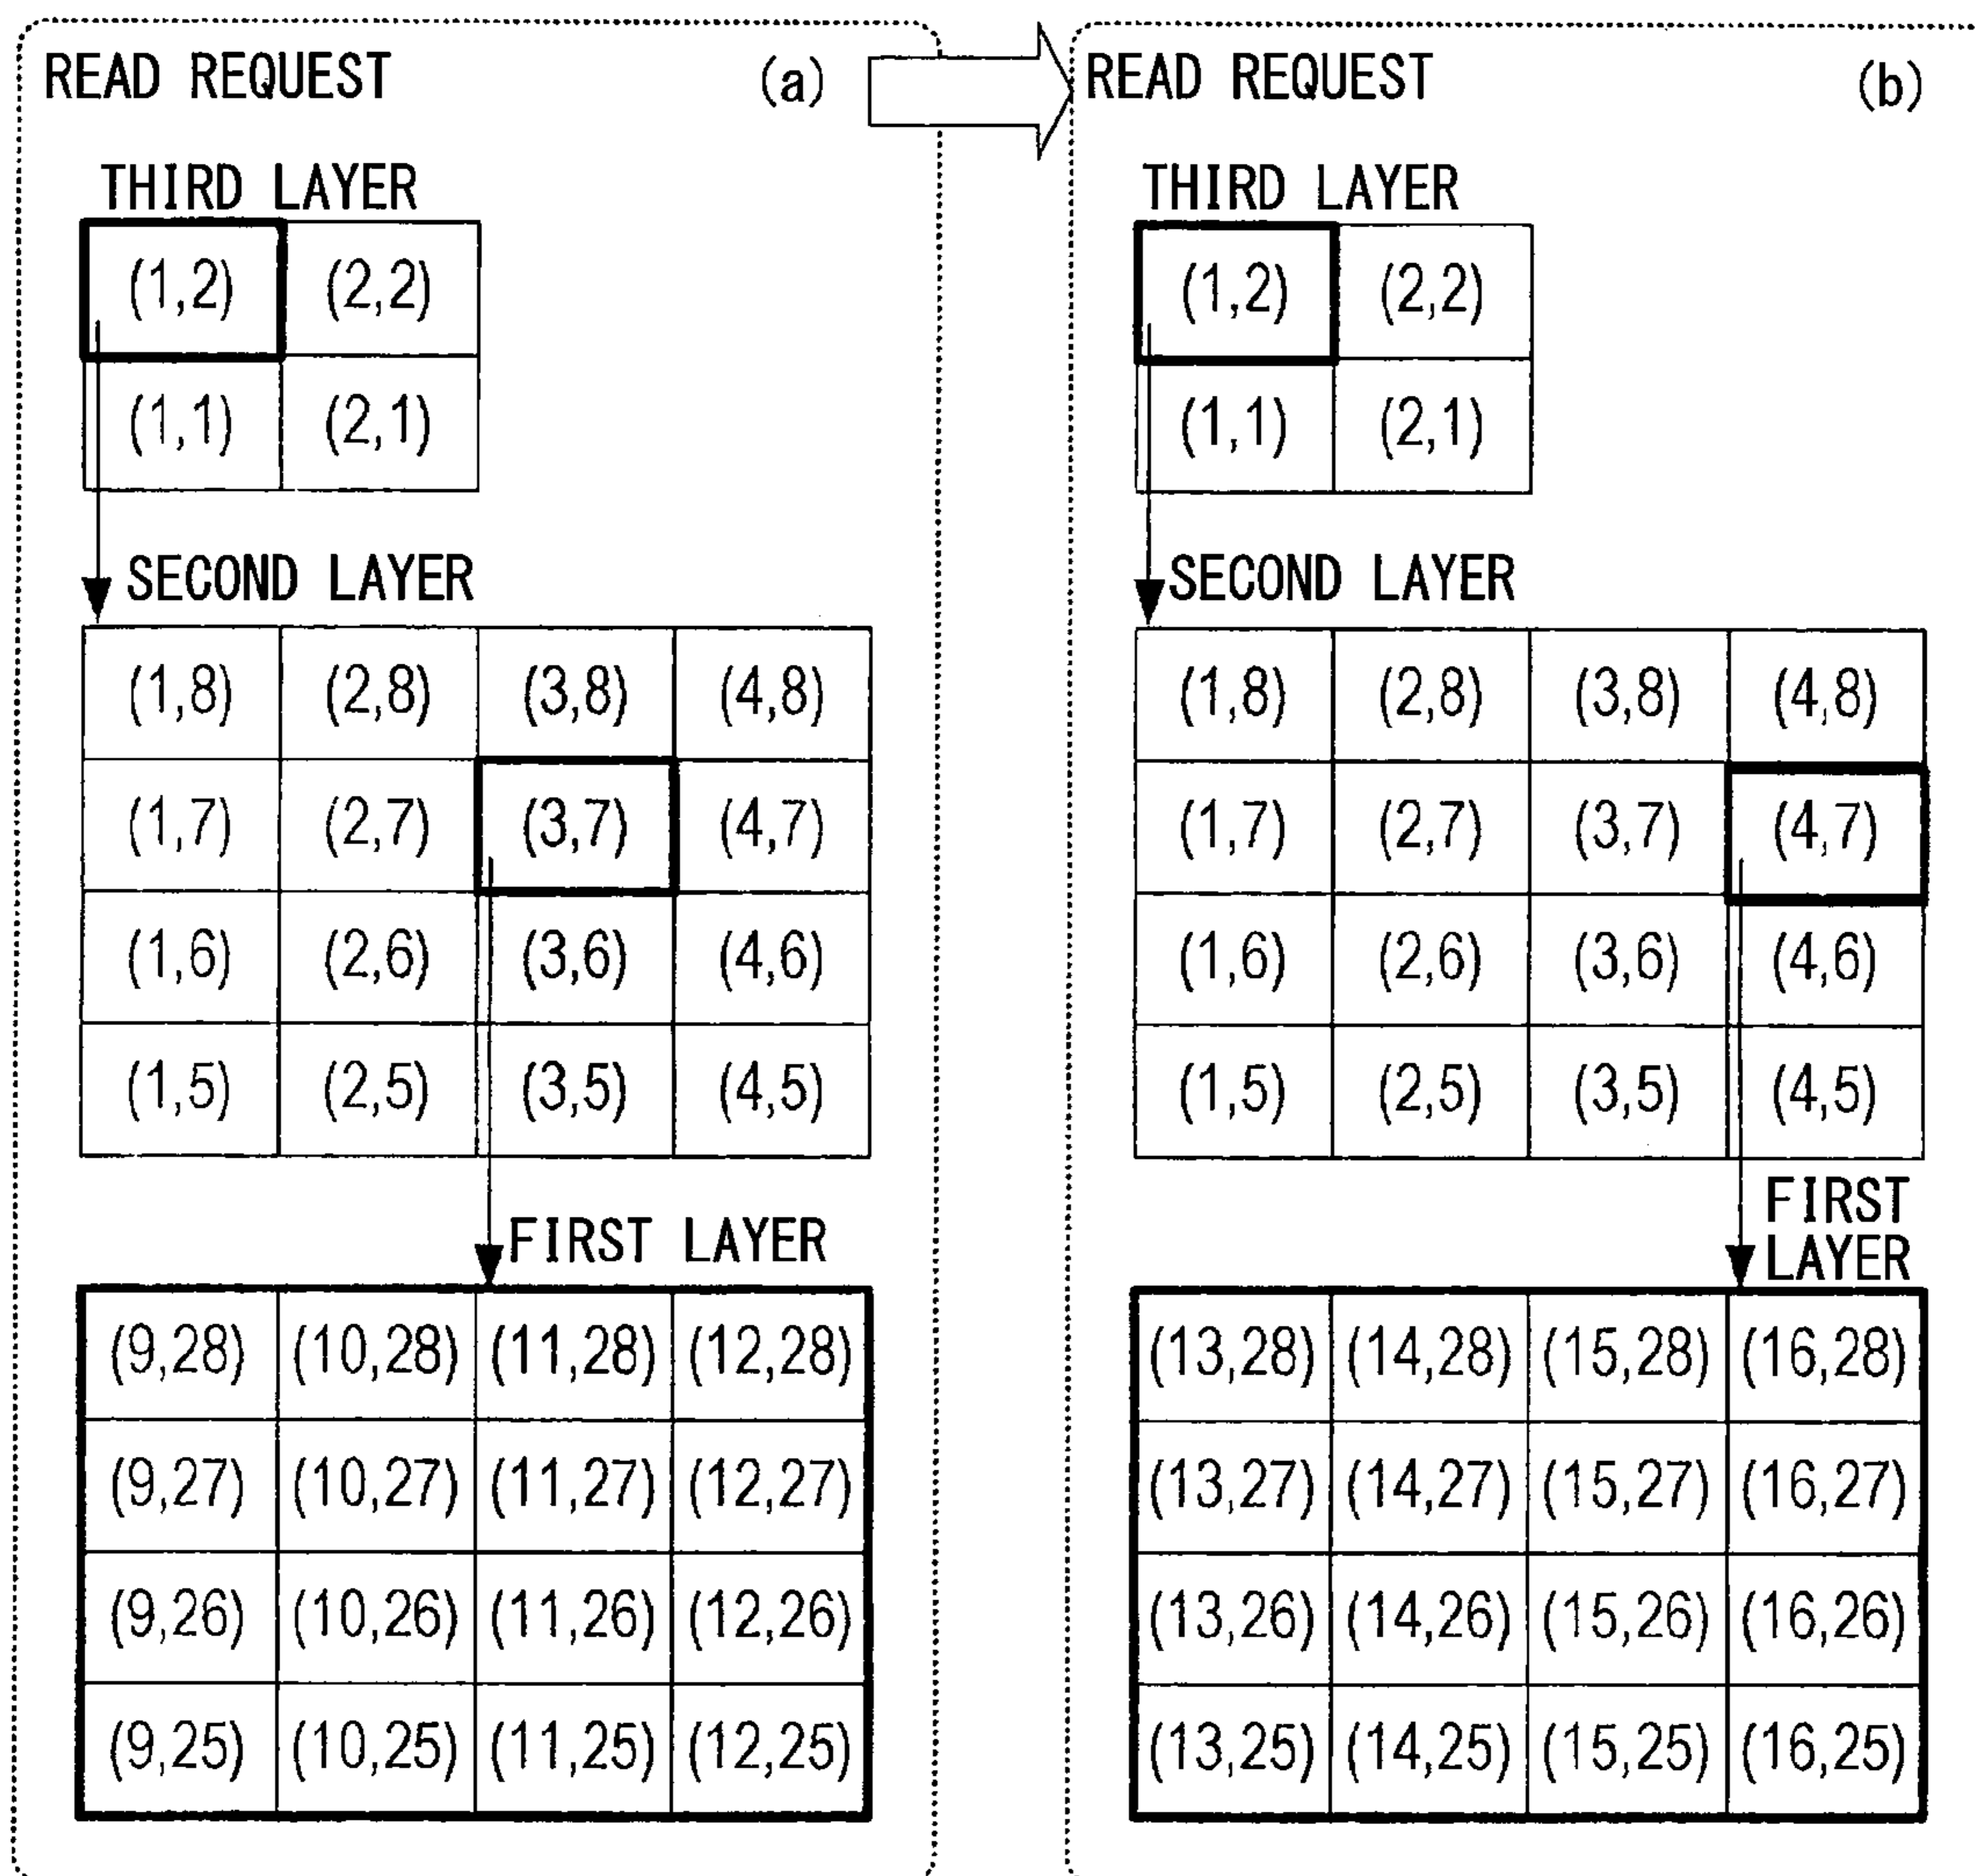 READ REQUEST (a)
THIRD LAYER
(1,2) (2,2)
(1,1) (2,1)
SECOND LAYER
(1,8) (2,8) (3,8) (4,8)
(1,7) (2,7) (3,7) (4,7)
(1,6) (2,6) (3,6) (4,6)
(1,5) (2,5) (3,5) (4,5)
FIRST LAYER
(9,28) (10,28) (11,28) (12,28)
(9,27) (10,27) (11,27) (12,27)
(9,26) (10,26) (11,26) (12,26)
(9,25) (10,25) (11,25) (12,25)
READ REQUEST (b)
THIRD LAYER
(1,2) (2,2)
(1,1) (2,1)
SECOND LAYER
(1,8) (2,8) (3,8) (4,8)
(1,7) (2,7) (3,7) (4,7)
(1,6) (2,6) (3,6) (4,6)
(1,5) (2,5) (3,5) (4,5)
FIRST
LAYER
(13,28) (14,28) (15,28) (16,28)
(13,27) (14,27) (15,27) (16,27)
(13,26) (14,26) (15,26) (16,26)
(13,25) (14,25) (15,25) (16,25)